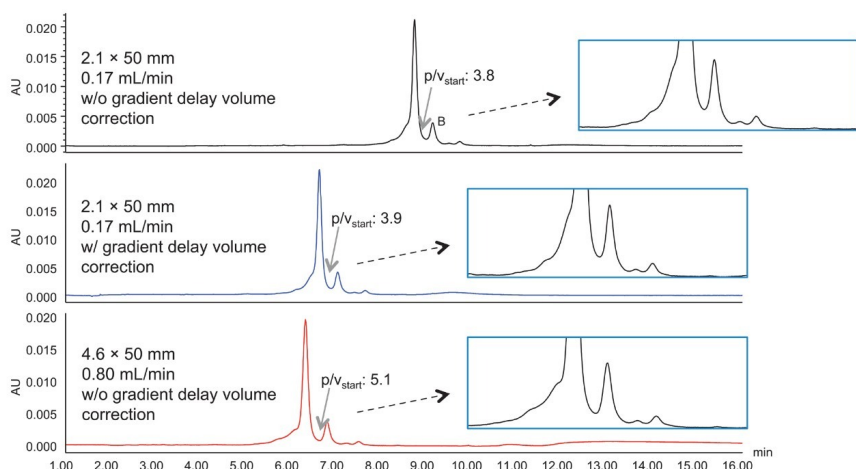 0.020
0.015
0.010
0.005
0.000
AU
2.1 × 50 mm
0.17 mL/min
w/o gradient delay volume
correction
p/vstart: 3.8
B
0.020
0.015
0.010
0.005
0.000
AU
2.1 × 50 mm
0.17 mL/min
w/ gradient delay volume
correction
p/vstart: 3.9
0.020
0.015
0.010
0.005
0.000
AU
4.6 × 50 mm
0.80 mL/min
w/o gradient delay volume
correction
p/vstart: 5.1
min
1.00 2.00 3.00 4.00 5.00 6.00 7.00 8.00 9.00 10.00 11.00 12.00 13.00 14.00 15.00 16.00